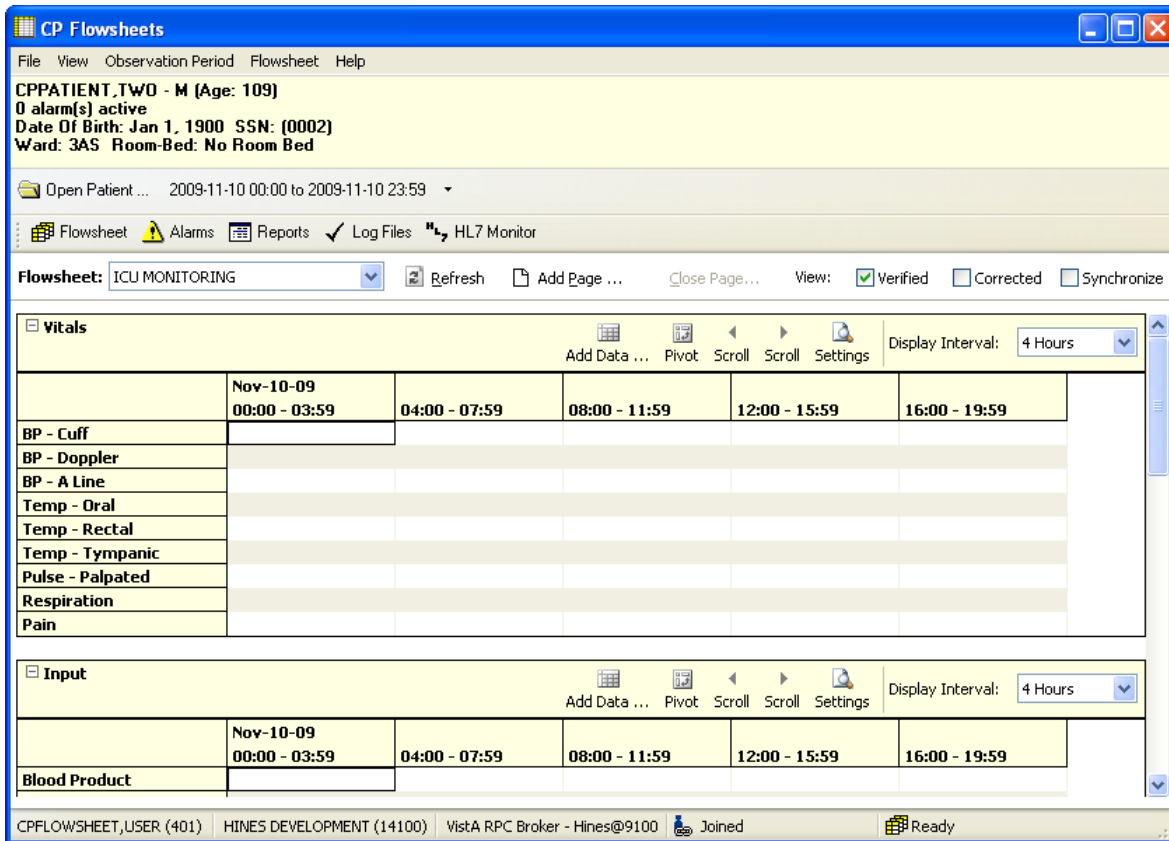 CP Flowsheets
File View Observation Period Flowsheet Help
CPPATIENT,TWO - M (Age: 109)
0 alarm(s) active
Date Of Birth: Jan 1, 1900 SSN: (0002)
Ward: 3AS Room-Bed: No Room Bed
Open Patient ... 2009-11-10 00:00 to 2009-11-10 23:59
Flowsheet Alarms Reports Log Files HL7 HL7 Monitor
Flowsheet: ICU MONITORING Refresh Add Page ... Close Page... View: Verified Corrected Synchronize
Vitals Add Data ... Pivot Scroll Scroll Settings Display Interval: 4 Hours
Nov-10-09
00:00 - 03:59 04:00 - 07:59 08:00 - 11:59 12:00 - 15:59 16:00 - 19:59
BP - Cuff
BP - Doppler
BP - A Line
Temp - Oral
Temp - Rectal
Temp - Tympanic
Pulse - Palpated
Respiration
Pain
Input Add Data ... Pivot Scroll Scroll Settings Display Interval: 4 Hours
Nov-10-09
00:00 - 03:59 04:00 - 07:59 08:00 - 11:59 12:00 - 15:59 16:00 - 19:59
Blood Product
CPFLOWSHEET,USER (401) HINES DEVELOPMENT (14100) VistA RPC Broker - Hines@9100 Joined Ready